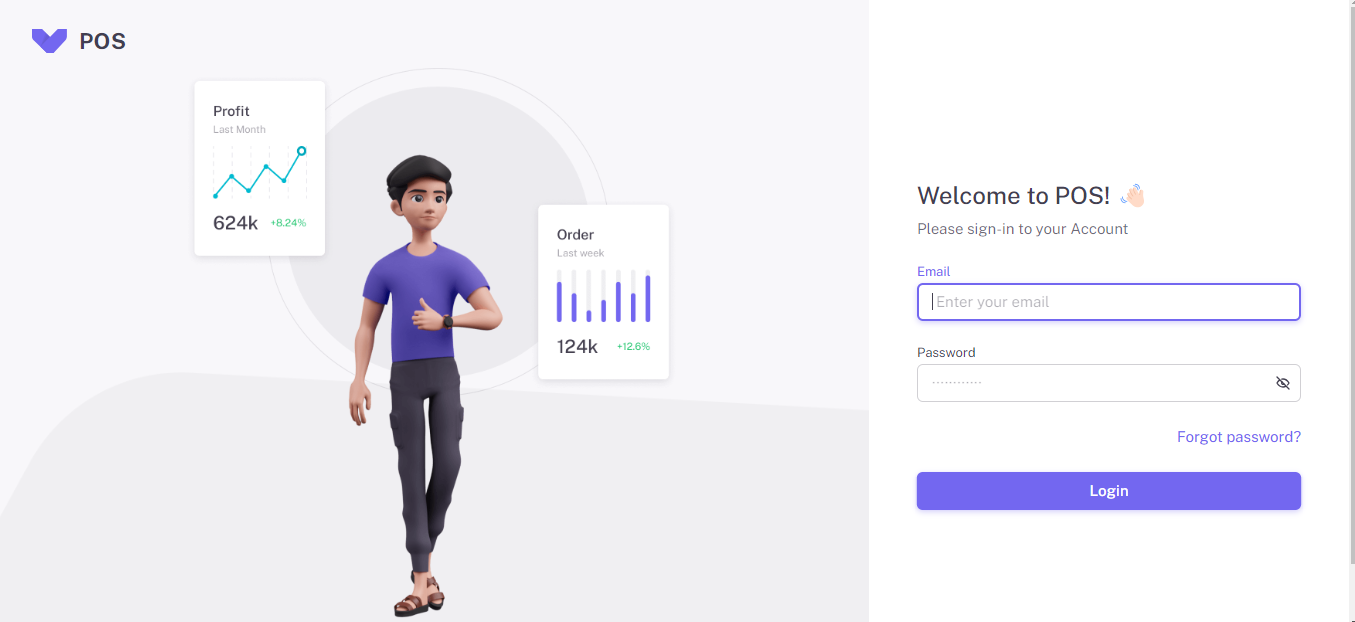 POS
Profit
Last Month
624k +8.24%
Order
Last week
124k +12.6%
Welcome to POS! 👋🏻
Please sign-in to your Account
Email
Enter your email
Password
············
Forgot password?
Login